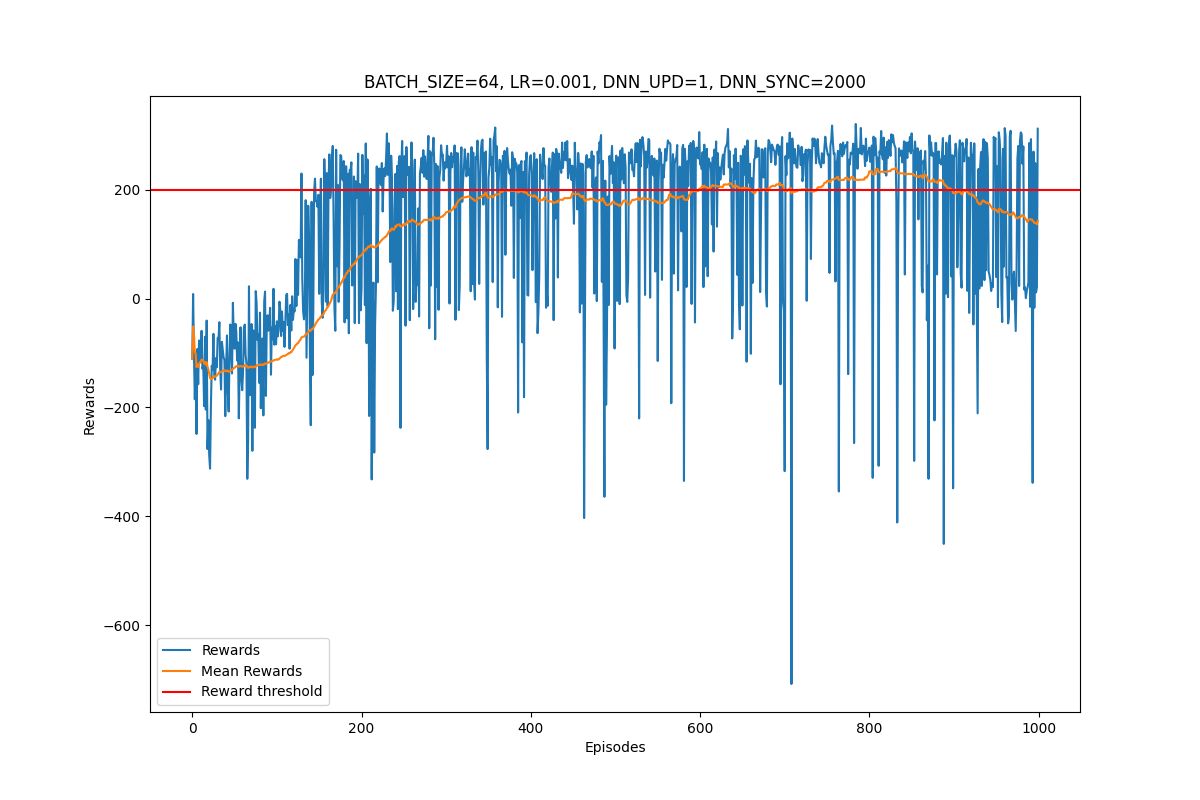 BATCH_SIZE=64, LR=0.001, DNN_UPD=1, DNN_SYNC=2000
Rewards
200
0
−200
−400
−600
Rewards
Mean Rewards
Reward threshold
0
200
400
600
800
1000
Episodes